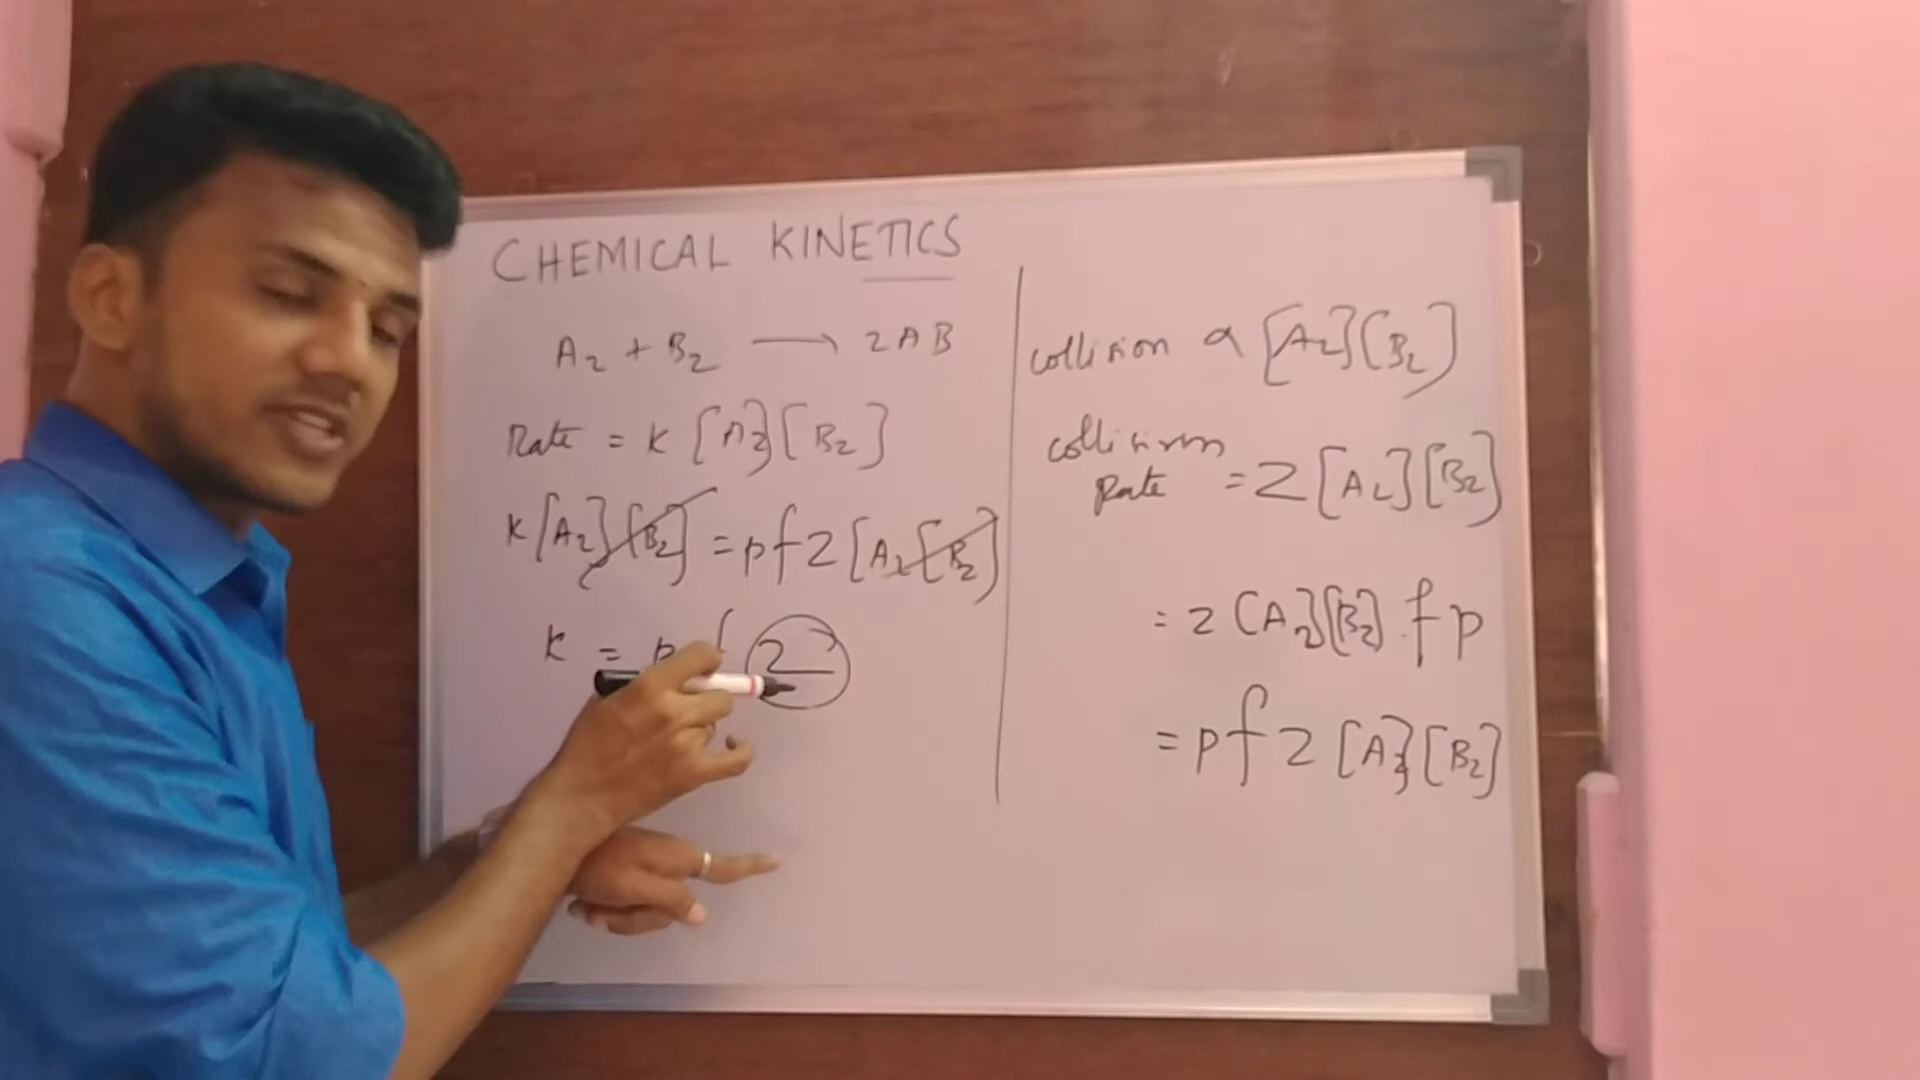 CHEMICAL KINETICS
A₂ + B₂ ⟶ 2AB
Rate = K [A₂][B₂]
K[A₂][B₂] = p f Z [A₂][B₂]
K = p f Z
collision α [A₂][B₂]
collision
Rate = Z [A₂][B₂]
= Z [A₂][B₂] . f p
= p f Z [A₂][B₂]